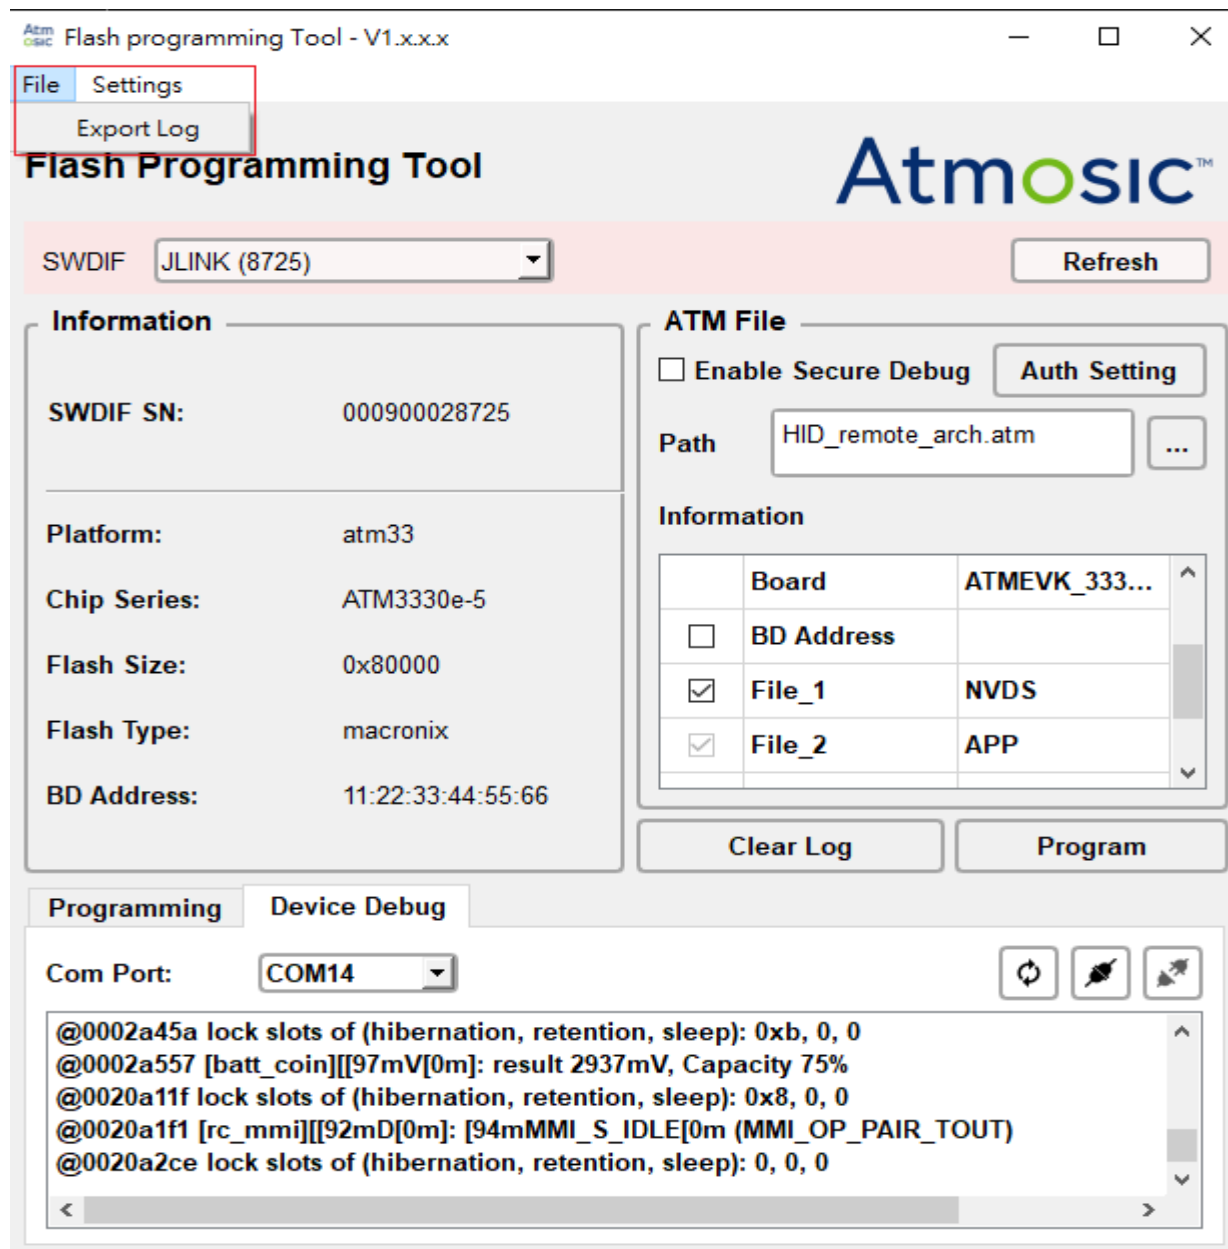 Atmosic Flash programming Tool - V1.x.x.x
File Settings
Export Log
Flash Programming Tool
Atmosic™
SWDIF JLINK (8725) Refresh
Information
SWDIF SN: 000900028725
Platform: atm33
Chip Series: ATM3330e-5
Flash Size: 0x80000
Flash Type: macronix
BD Address: 11:22:33:44:55:66
ATM File
Enable Secure Debug Auth Setting
Path HID_remote_arch.atm ...
Information
Board ATMEVK_333...
BD Address
File_1 NVDS
File_2 APP
Clear Log Program
Programming Device Debug
Com Port: COM14
@0002a45a lock slots of (hibernation, retention, sleep): 0xb, 0, 0
@0002a557 [batt_coin][[97mV[0m]: result 2937mV, Capacity 75%
@0020a11f lock slots of (hibernation, retention, sleep): 0x8, 0, 0
@0020a1f1 [rc_mmi][[92mD[0m]: [94mMMI_S_IDLE[0m (MMI_OP_PAIR_TOUT)
@0020a2ce lock slots of (hibernation, retention, sleep): 0, 0, 0